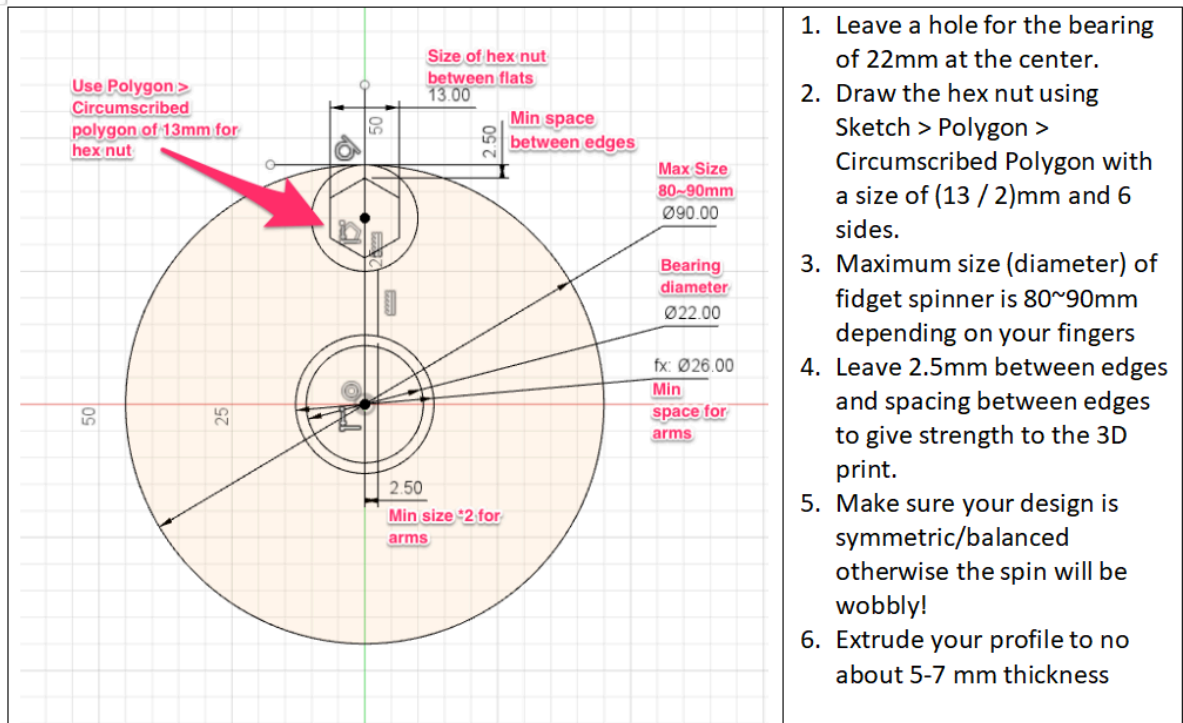 Size of hex nut
between flats
13.00
Use Polygon >
Circumscribed
polygon of 13mm for
hex nut
50
2.50
Min space
between edges
Max Size
80~90mm
Ø90.00
25
Bearing
diameter
Ø22.00
fx: Ø26.00
Min
space for
arms
50
25
2.50
Min size *2 for
arms
1. Leave a hole for the bearing
of 22mm at the center.
2. Draw the hex nut using
Sketch > Polygon >
Circumscribed Polygon with
a size of (13 / 2)mm and 6
sides.
3. Maximum size (diameter) of
fidget spinner is 80~90mm
depending on your fingers
4. Leave 2.5mm between edges
and spacing between edges
to give strength to the 3D
print.
5. Make sure your design is
symmetric/balanced
otherwise the spin will be
wobbly!
6. Extrude your profile to no
about 5-7 mm thickness